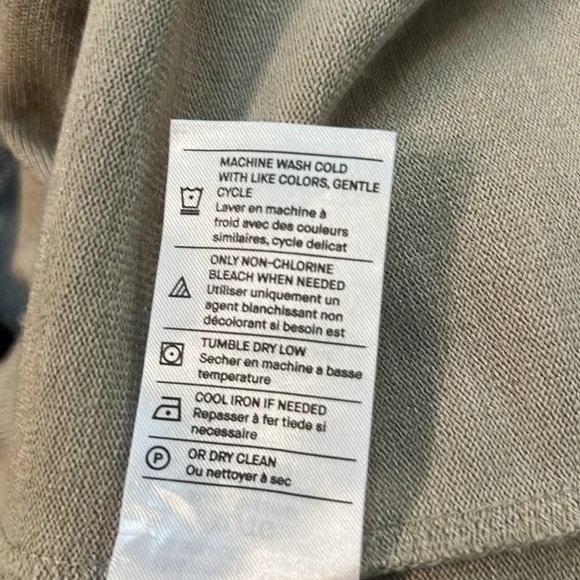 MACHINE WASH COLD
WITH LIKE COLORS, GENTLE
CYCLE
Laver en machine à
froid avec des couleurs
similaires, cycle delicat
ONLY NON-CHLORINE
BLEACH WHEN NEEDED
Utiliser uniquement un
agent blanchissant non
décolorant si besoin est
TUMBLE DRY LOW
Secher en machine a basse
temperature
COOL IRON IF NEEDED
Repasser à fer tiede si
necessaire
P
OR DRY CLEAN
Ou nettoyer à sec